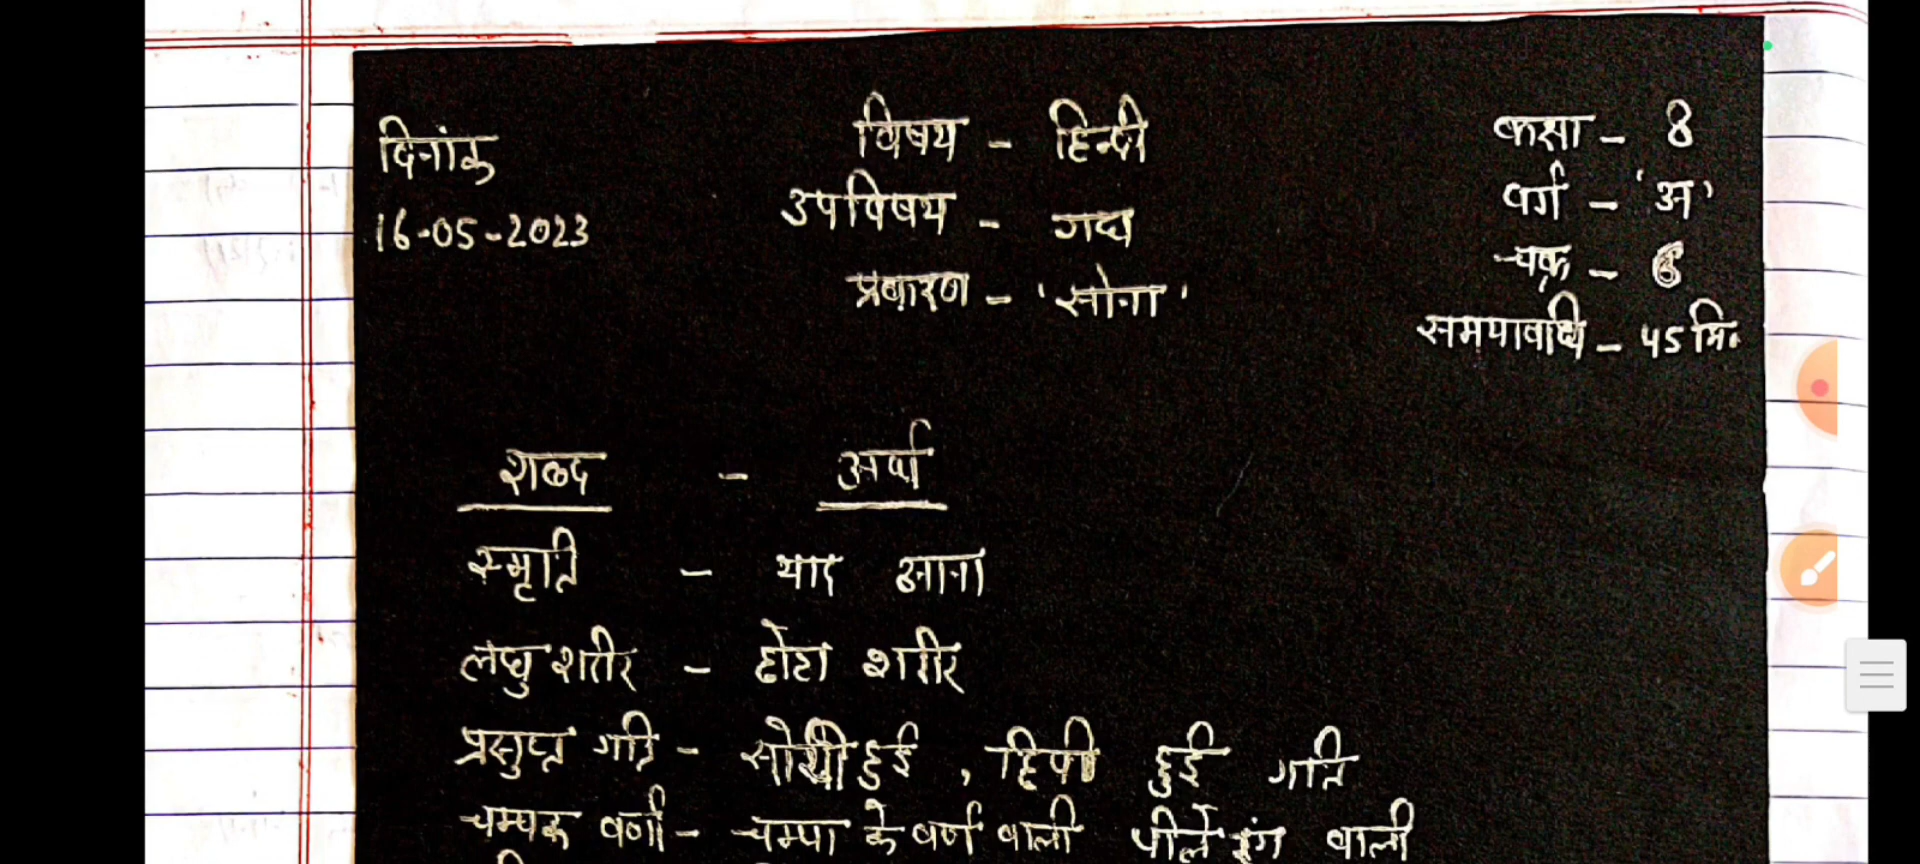 दिनांक
16-05-2023
विषय - हिन्दी
उपविषय - गद्य
प्रकरण - 'सोना'
कक्षा - 8
वर्ग - 'अ'
चक्र - 6
समयावधि - 45 मि.
शब्द - अर्थ
स्मृति - याद आना
लघु शरीर - छोटा शरीर
प्रसुप्त गति - सोयी हुई, छिपी हुई गति
चम्पक वर्णा - चम्पा के वर्ण वाली पीले रंग वाली